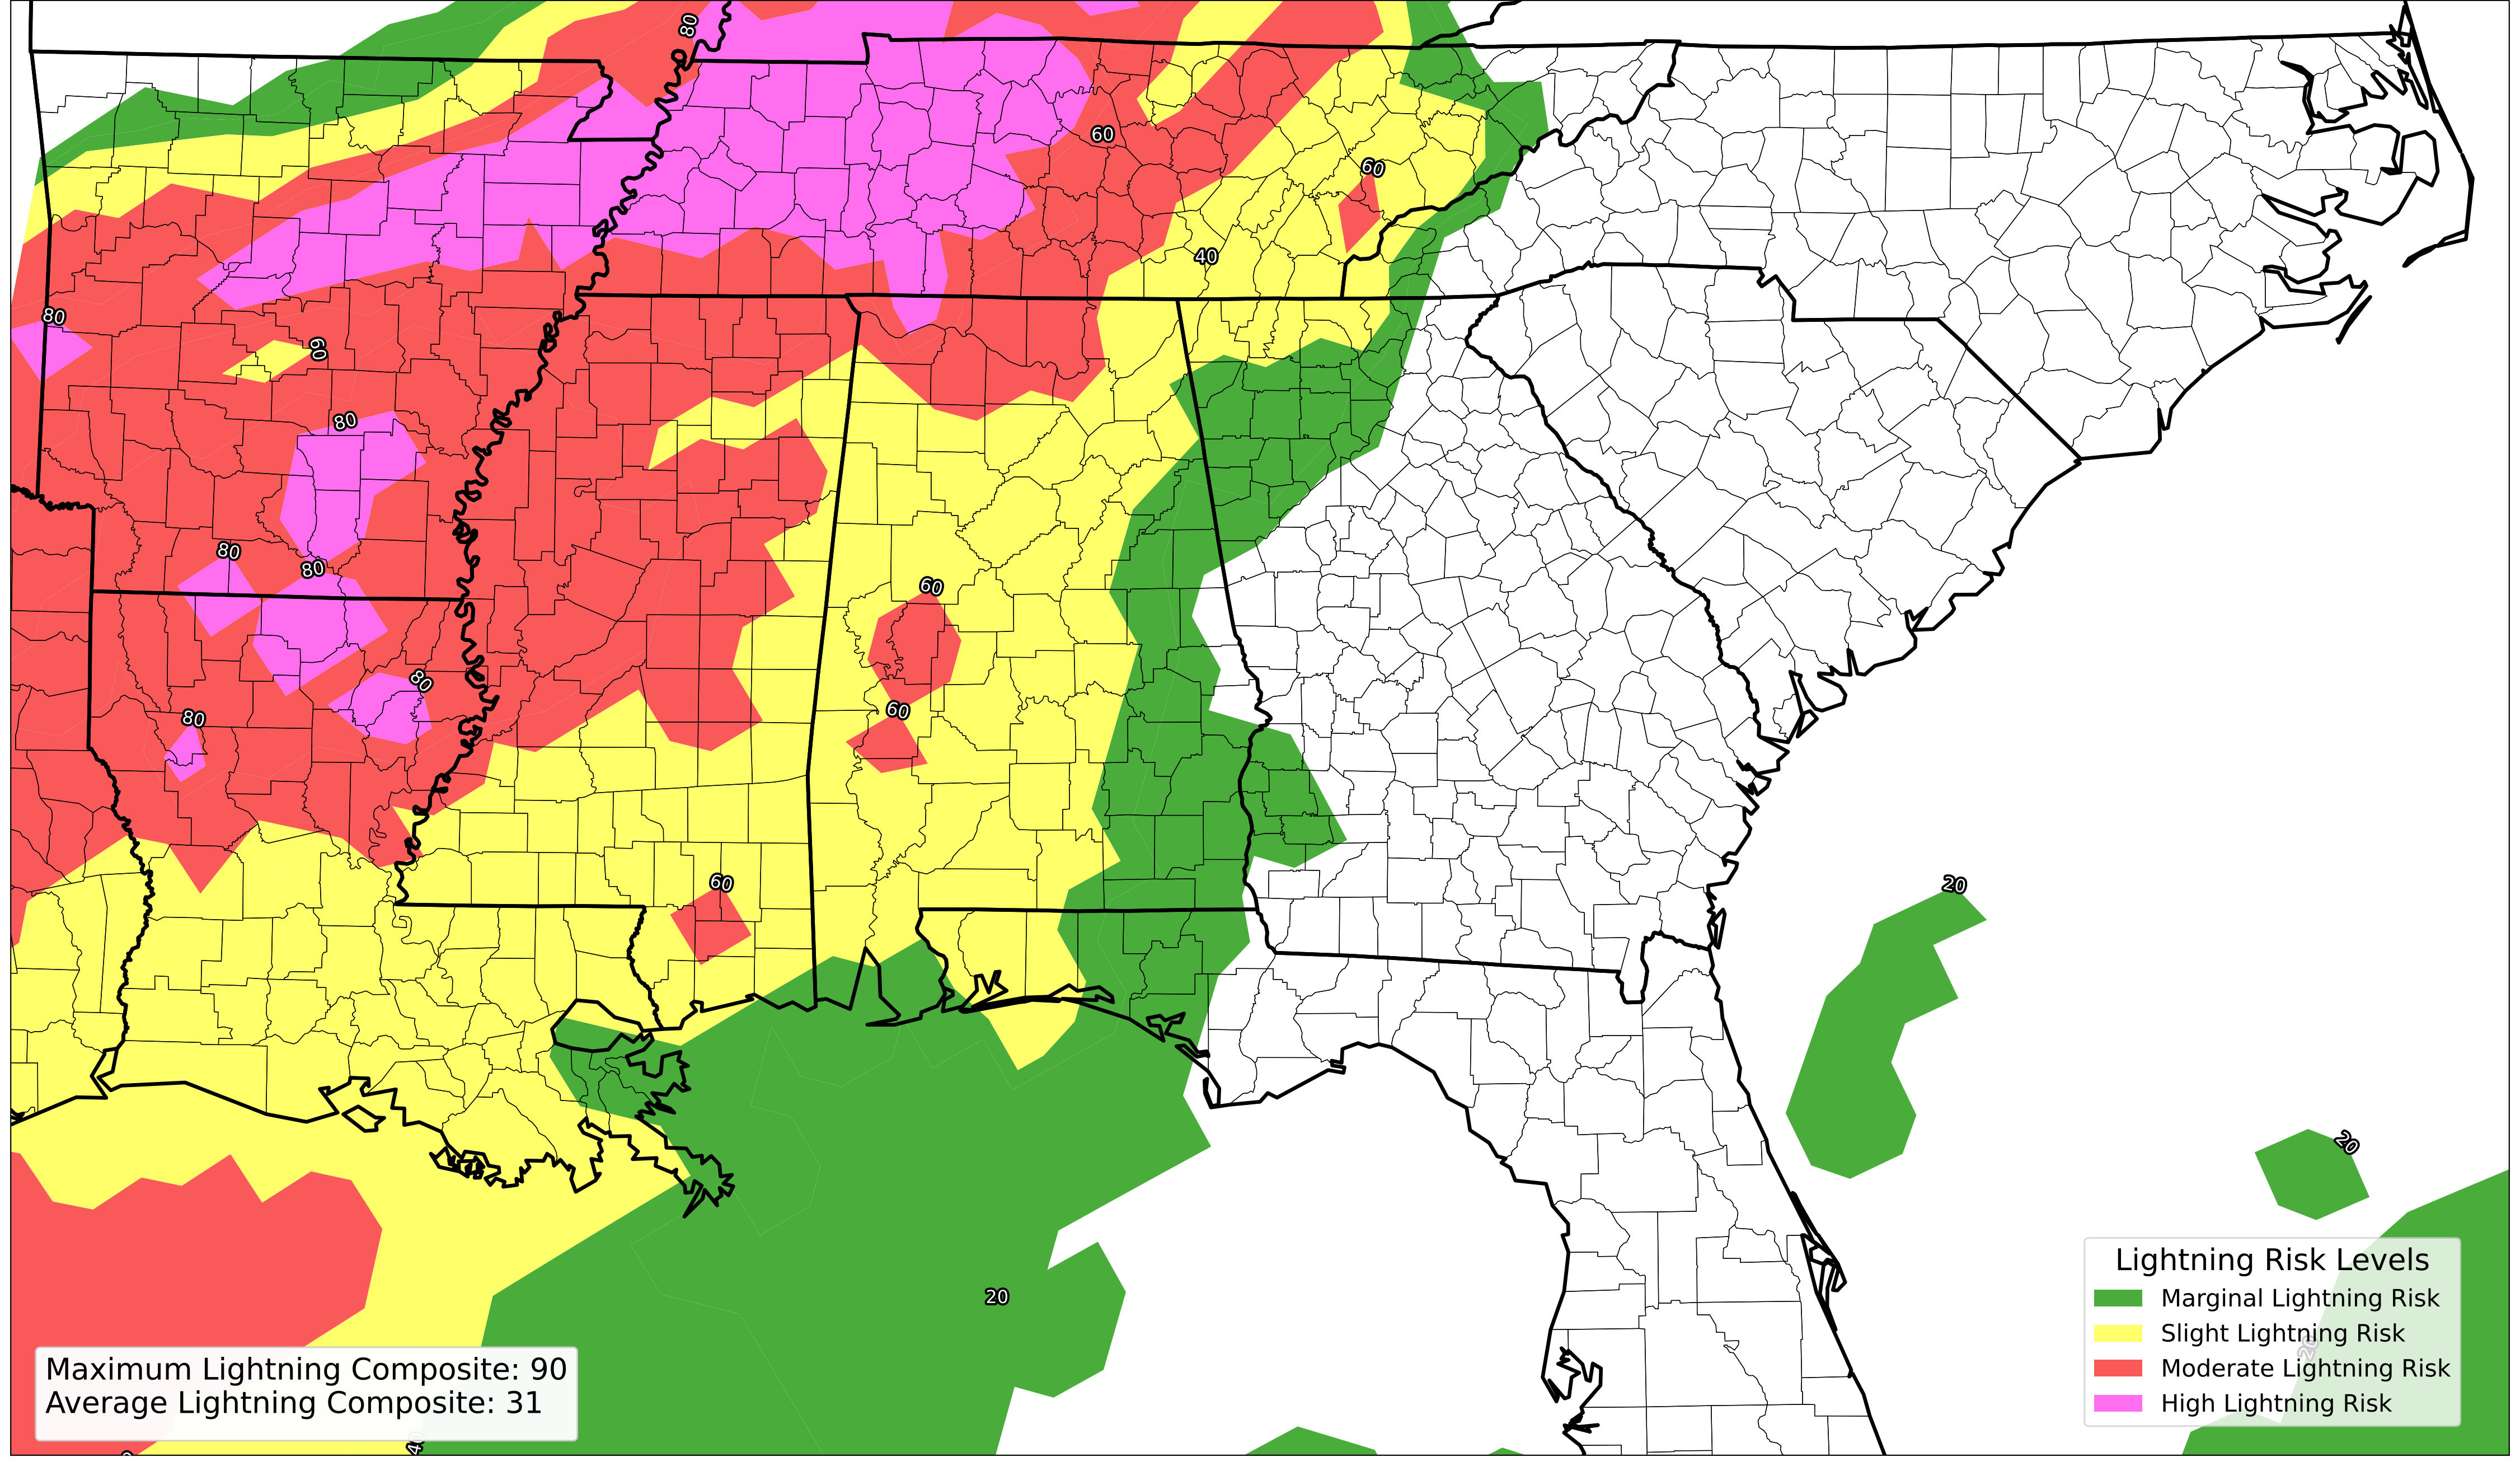 80
60
60
40
80
60
80
80
80
60
80
60
80
60
20
20
20
Lightning Risk Levels
Marginal Lightning Risk
Slight Lightning Risk
Moderate Lightning Risk
High Lightning Risk
20
Maximum Lightning Composite: 90
Average Lightning Composite: 31
40